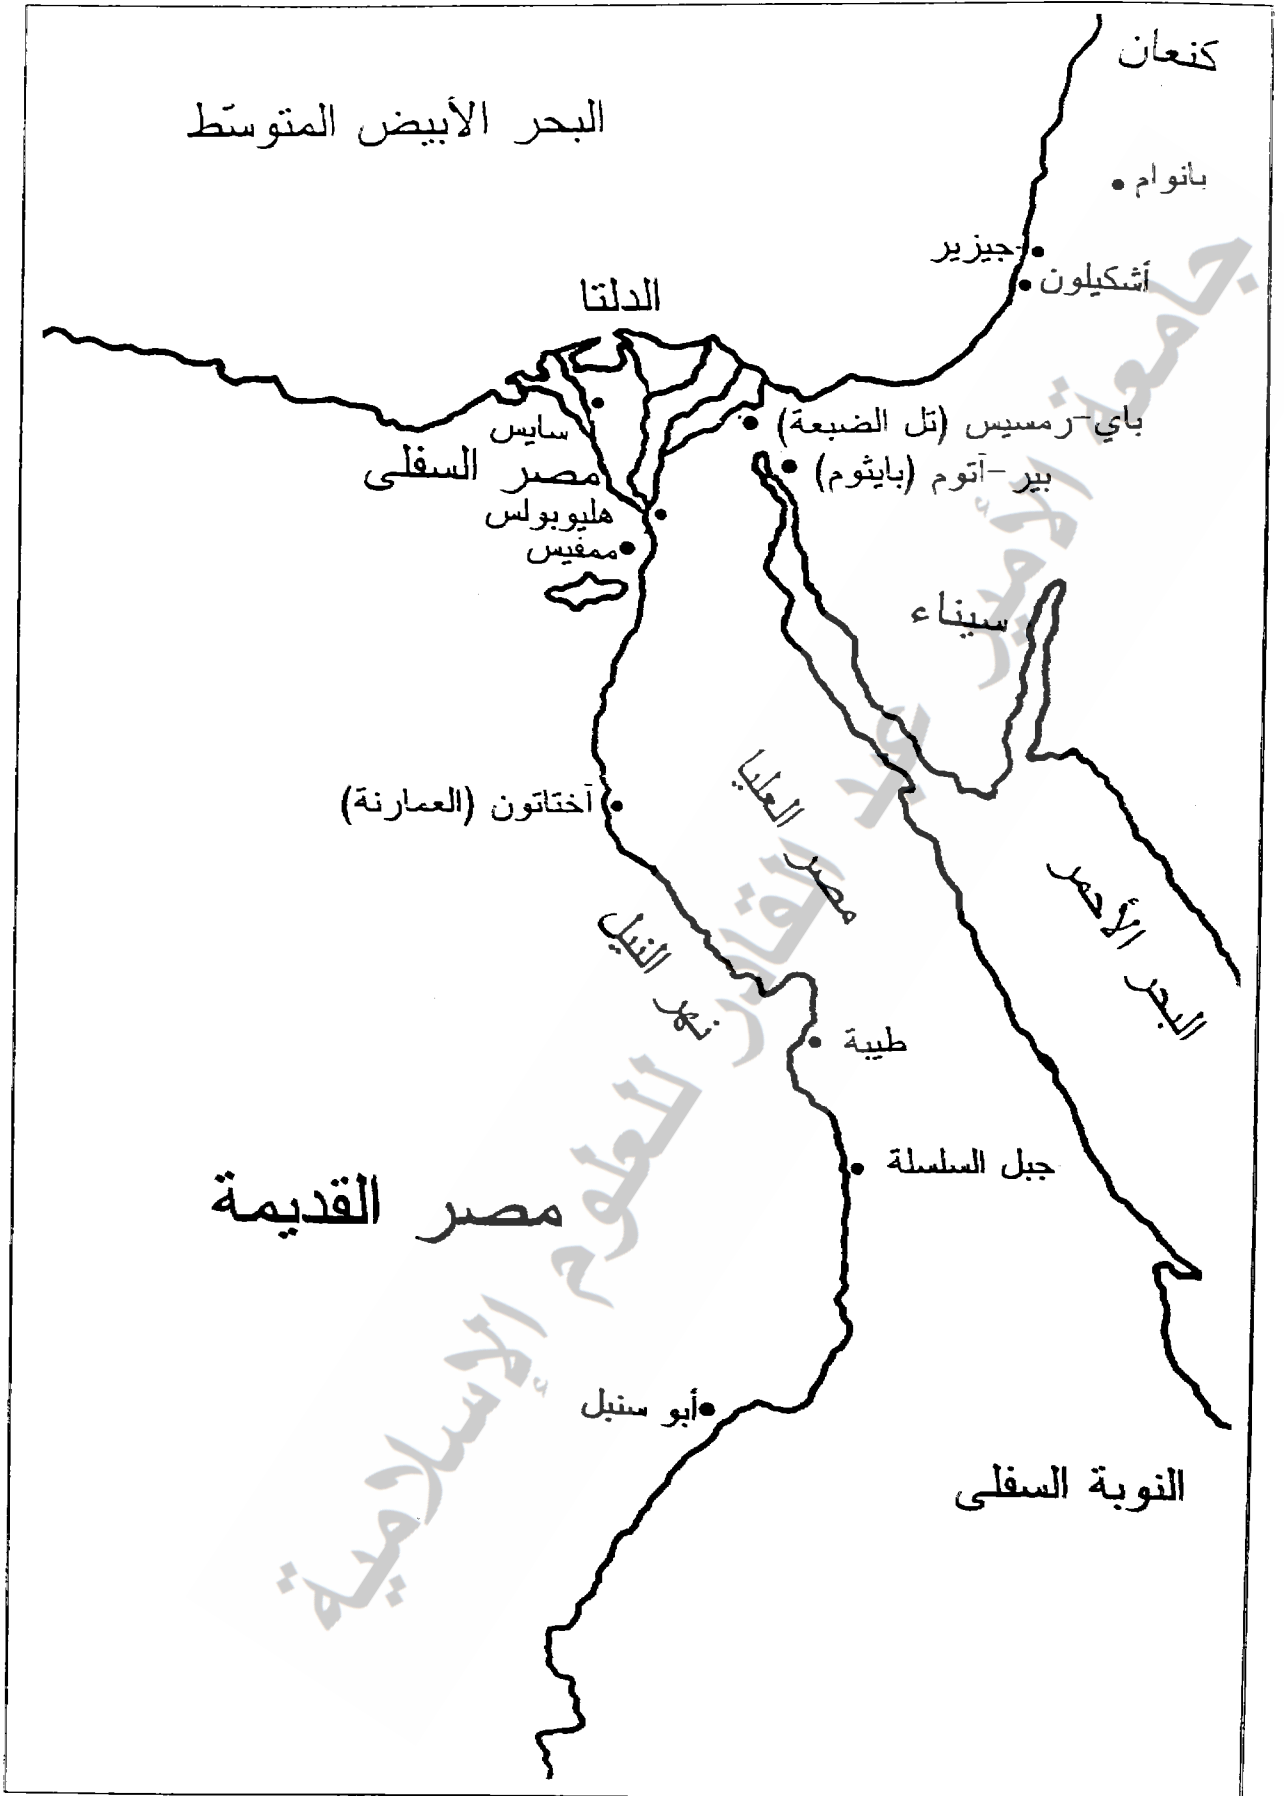 كنعان
البحر الأبيض المتوسّط
بانوام
جيزير
أشكيلون
الدلتا
باي-رمسيس (تل الضبعة)
سايس
مصر السفلى
بير-آتوم (بايثوم)
هليوبولس
ممفيس
سيناء
مصر العليا
آختاتون (العمارنة)
البحر الأحمر
نهر النيل
طيبة
جبل السلسلة
مصر القديمة
أبو سنبل
النوبة السفلى
جامعة الأمير عبد القادر للعلوم الإسلامية